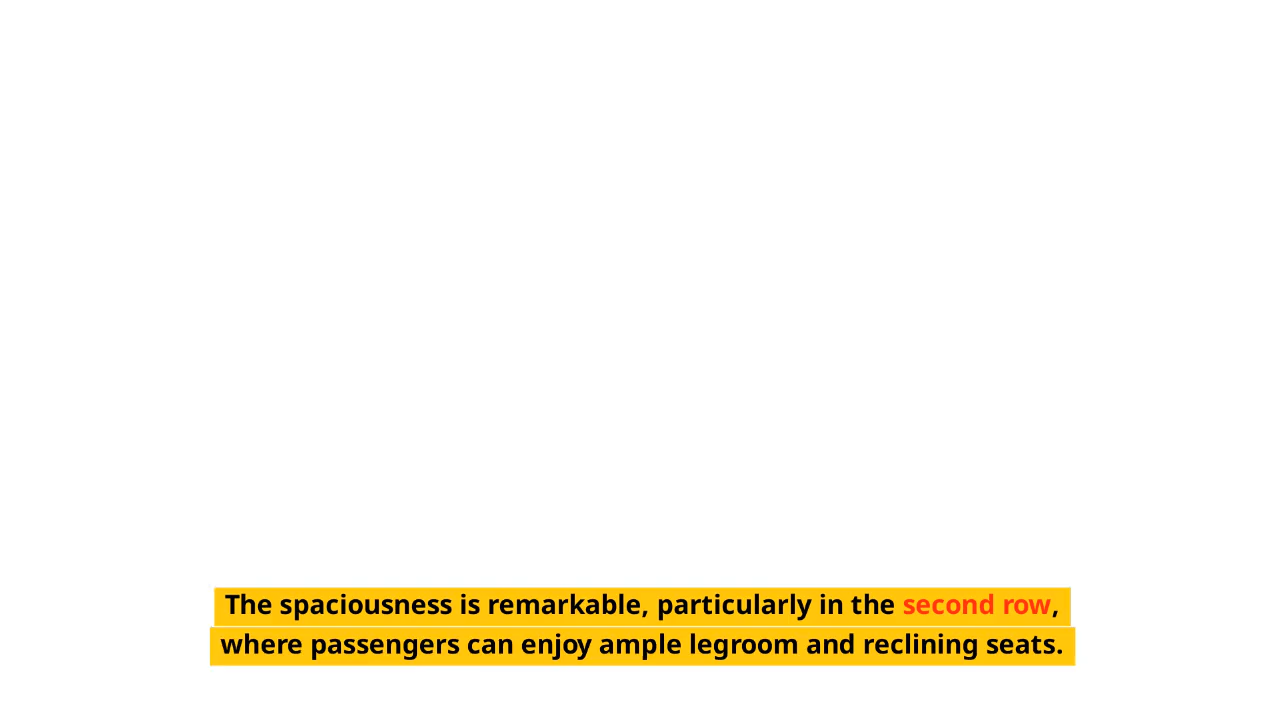 The spaciousness is remarkable, particularly in the second row,
where passengers can enjoy ample legroom and reclining seats.